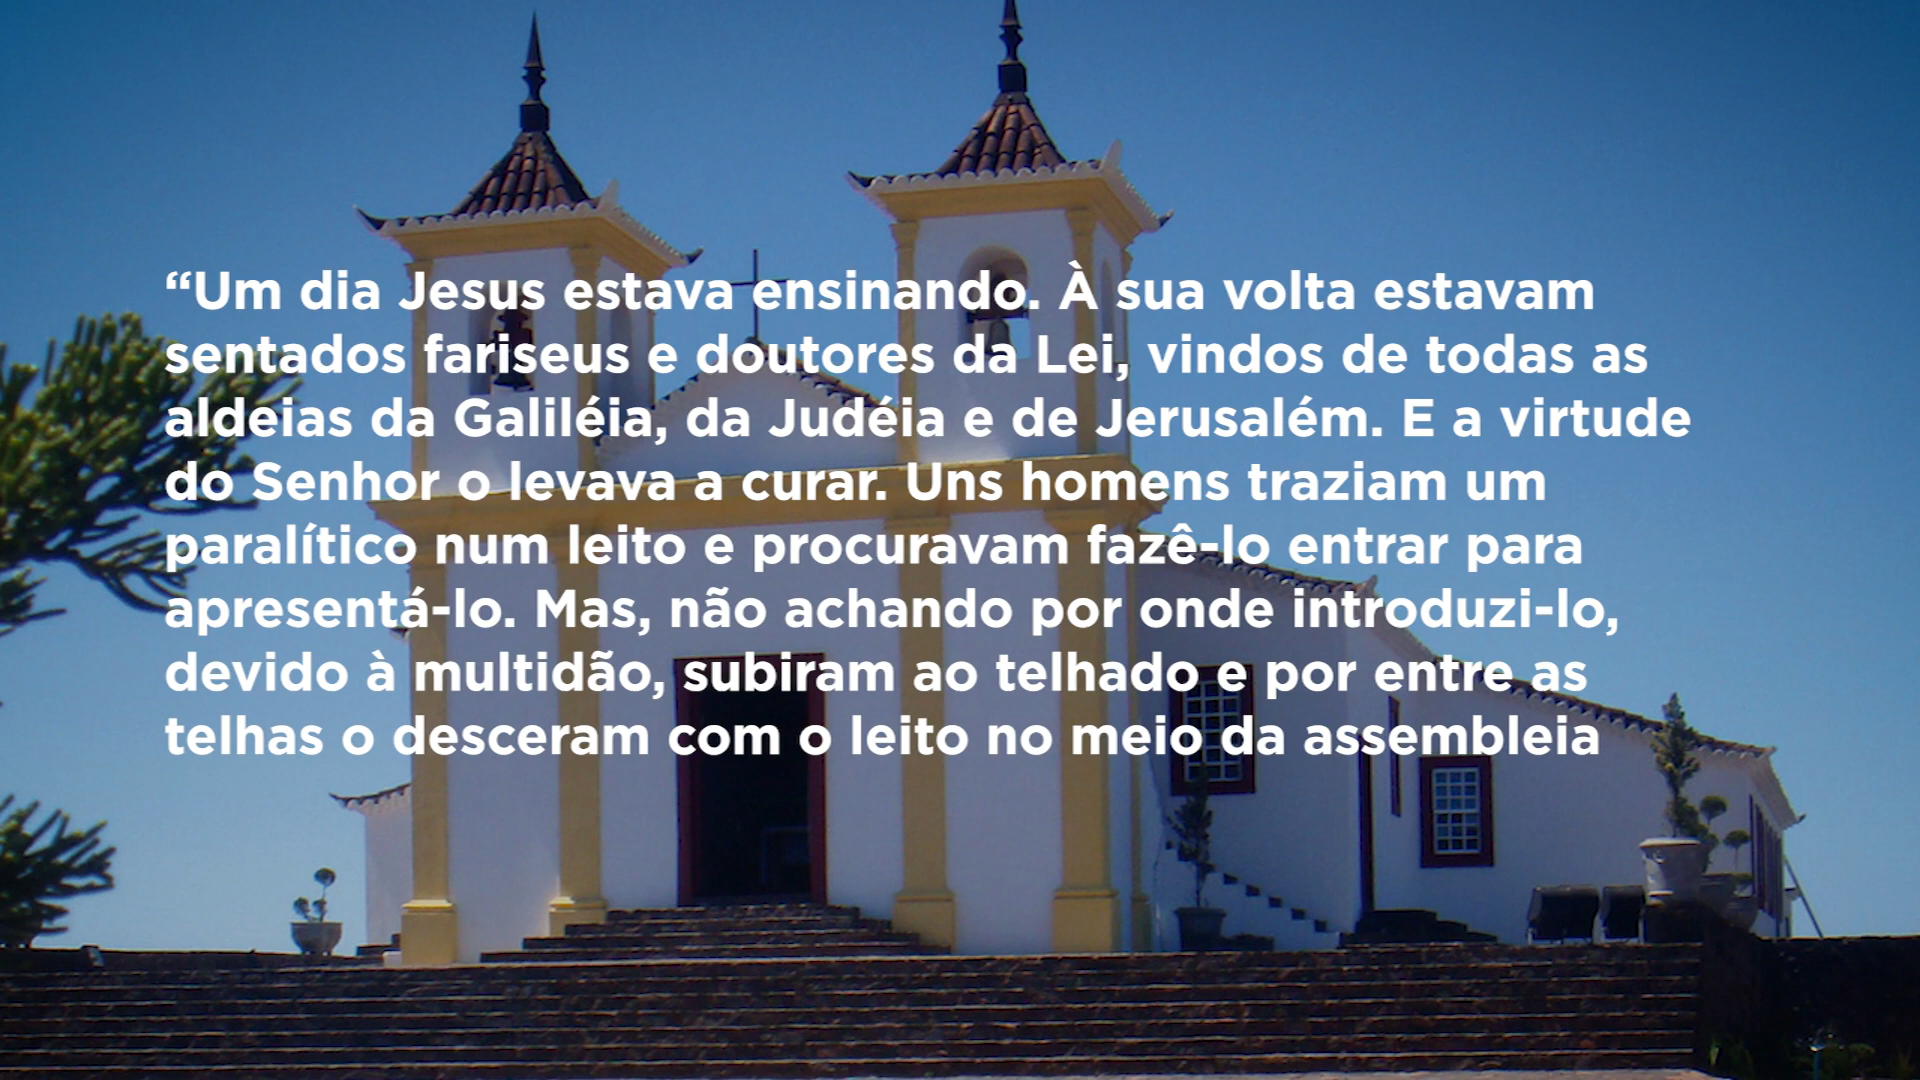 “Um dia Jesus estava ensinando. À sua volta estavam
sentados fariseus e doutores da Lei, vindos de todas as
aldeias da Galiléia, da Judéia e de Jerusalém. E a virtude
do Senhor o levava a curar. Uns homens traziam um
paralítico num leito e procuravam fazê-lo entrar para
apresentá-lo. Mas, não achando por onde introduzi-lo,
devido à multidão, subiram ao telhado e por entre as
telhas o desceram com o leito no meio da assembleia